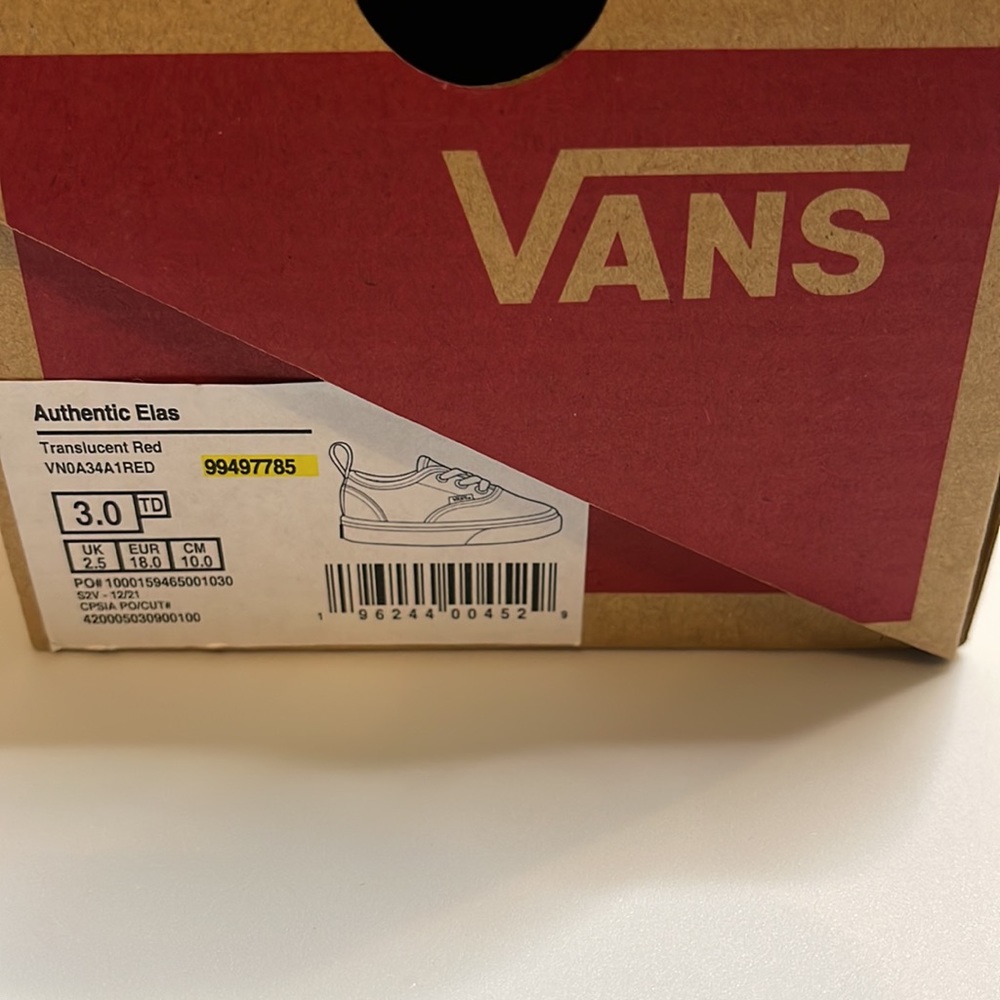 VANS
Authentic Elas
Translucent Red
VN0A34A1RED 99497785
3.0 TD
UK EUR CM
2.5 18.0 10.0
PO# 1000159465001030
S2V - 12/21
CPSIA PO/CUT#
420005030900100
1 96244 00452 9